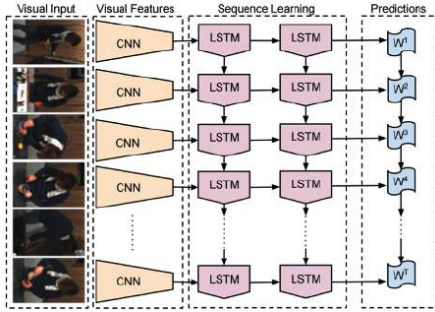 Visual Input Visual Features Sequence Learning Predictions
CNN LSTM LSTM W¹
CNN LSTM LSTM W²
CNN LSTM LSTM W³
CNN LSTM LSTM W⁴
CNN LSTM LSTM Wᵀ